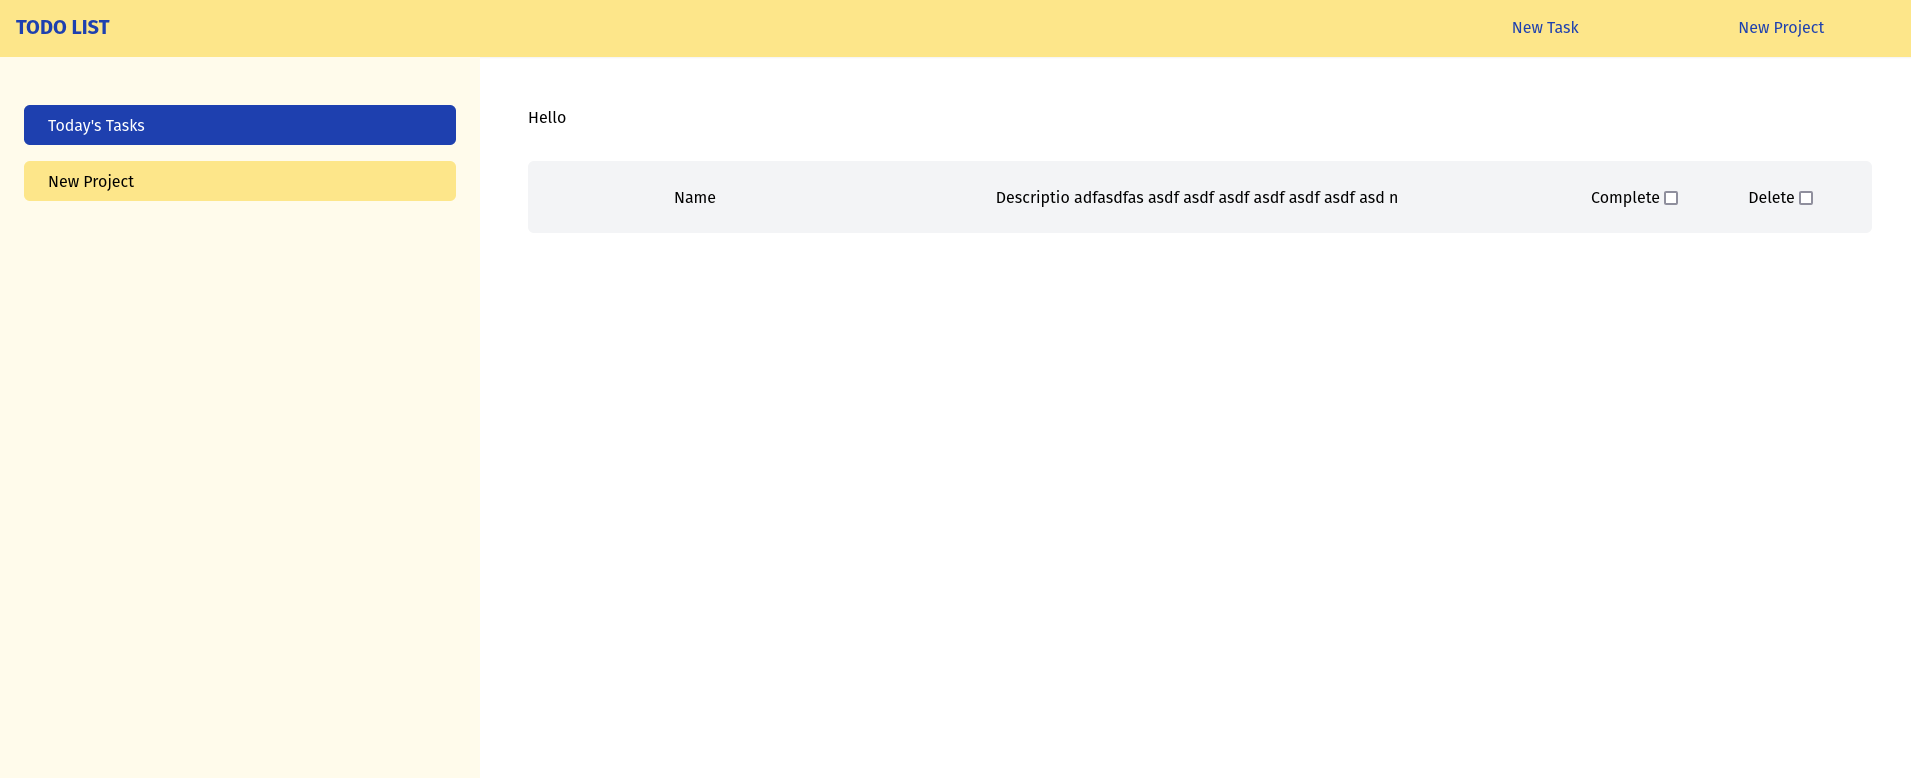 TODO LIST New Task New Project
Today's Tasks
New Project
Hello
Name Descriptio adfasdfas asdf asdf asdf asdf asdf asdf asd n Complete Delete